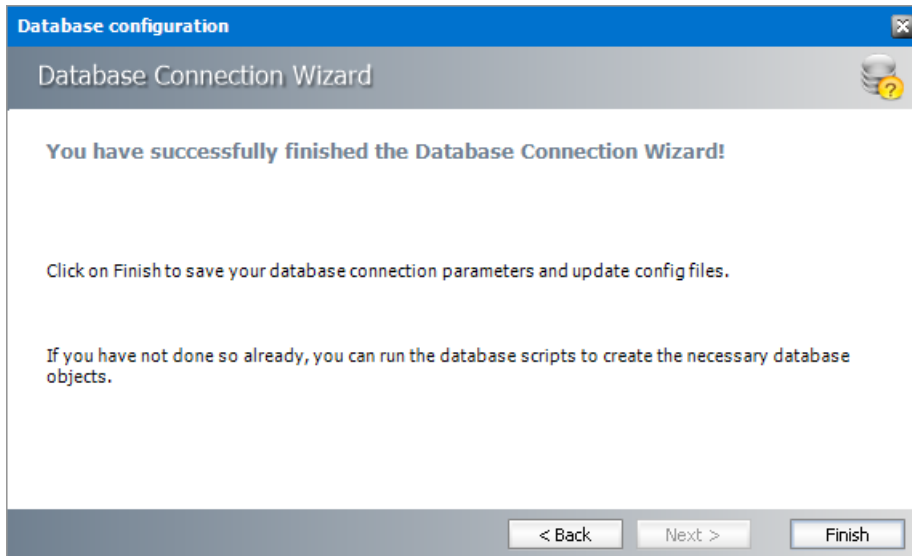 Database configuration
Database Connection Wizard
You have successfully finished the Database Connection Wizard!
Click on Finish to save your database connection parameters and update config files.
If you have not done so already, you can run the database scripts to create the necessary database
objects.
< Back
Next >
Finish